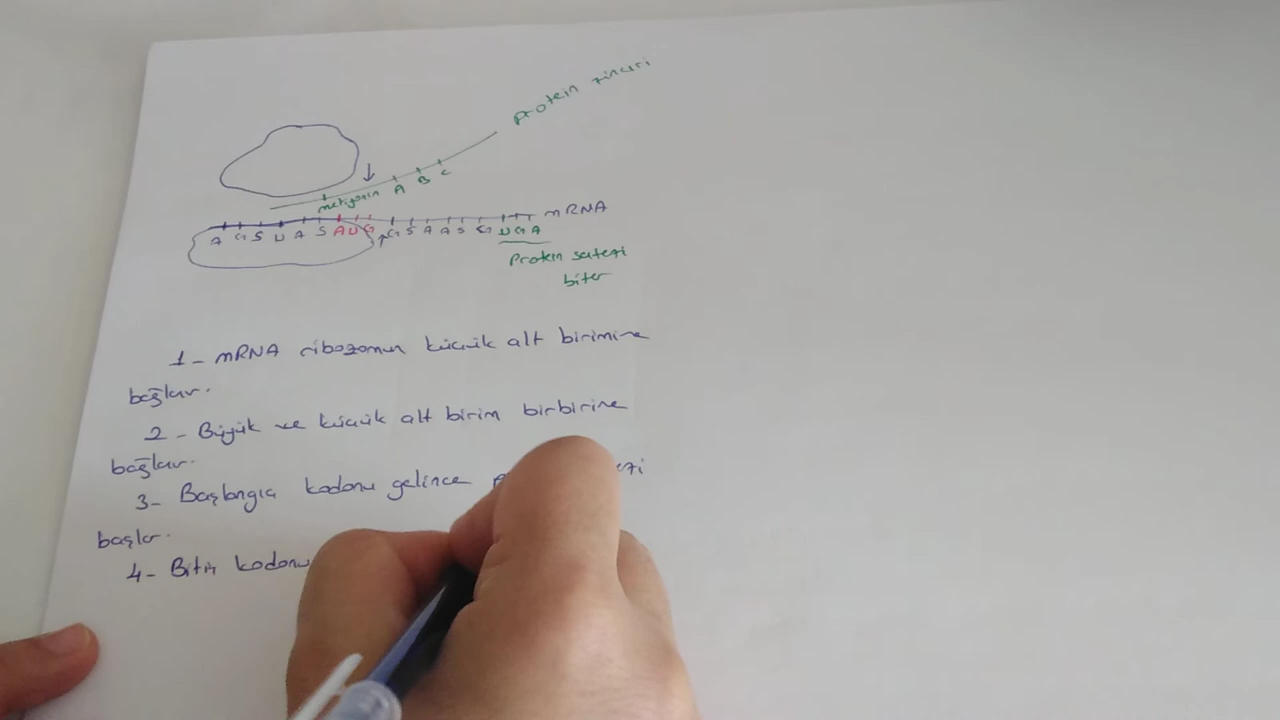 Protein zinciri
metiyonin A B C
mRNA
A G S U A S A U G G S A A S G U G A
Protein sentezi
biter
1- mRNA ribozomun küçük alt birimine
bağlanır.
2- Büyük ve küçük alt birim birbirine
bağlanır.
3- Başlangıç kodonu gelince
başlar.
4- Bitiş kodonu